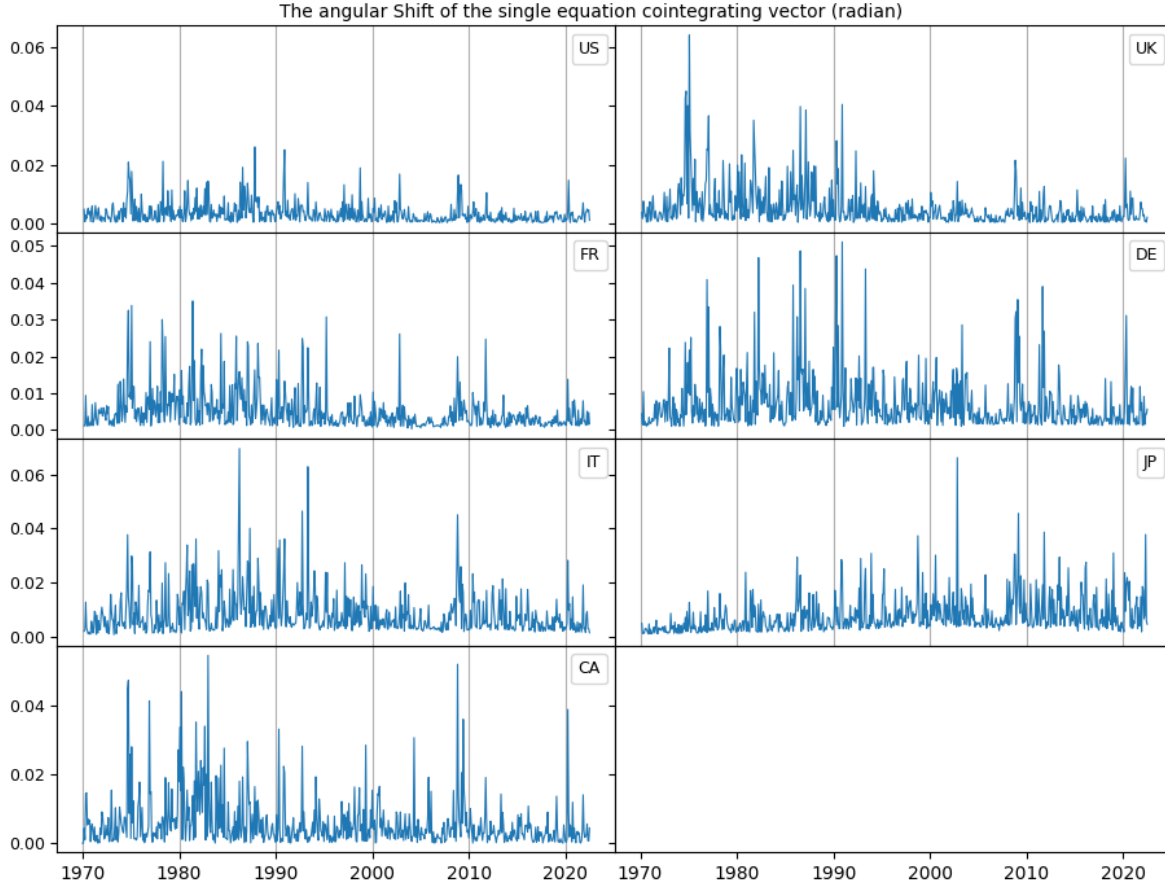 The angular Shift of the single equation cointegrating vector (radian)
US
UK
0.06
0.04
0.02
0.00
FR
DE
0.05
0.04
0.03
0.02
0.01
0.00
IT
JP
0.06
0.04
0.02
0.00
CA
0.04
0.02
0.00
1970 1980 1990 2000 2010 2020 1970 1980 1990 2000 2010 2020